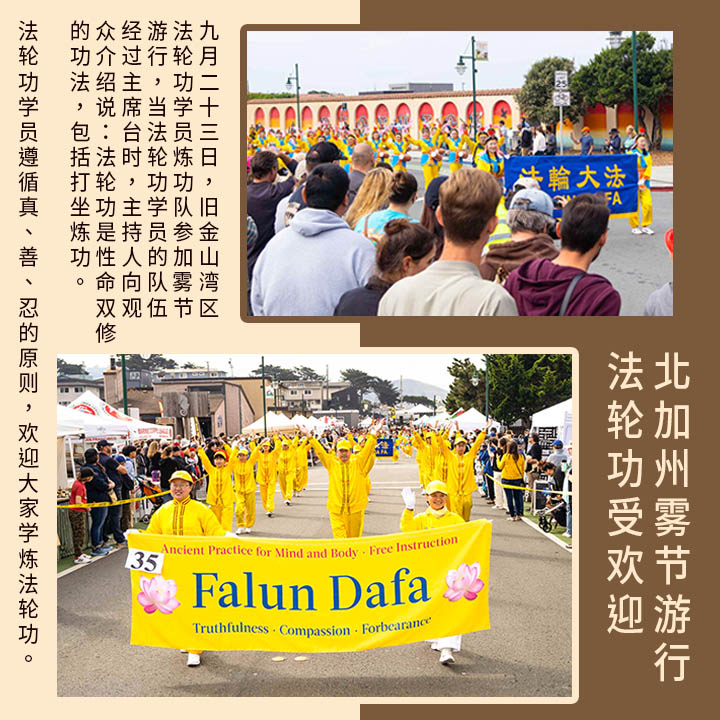 北加州雾节游行
法轮功受欢迎
九月二十三日，旧金山湾区
法轮功学员炼功队参加雾节
游行，当法轮功学员的队伍
经过主席台时，主持人向观
众介绍说：法轮功是性命双修
的功法，包括打坐炼功。
法轮功学员遵循真、善、忍的原则，欢迎大家学炼法轮功。
法輪大法
35
Ancient Practice for Mind and Body · Free Instruction
Falun Dafa
Truthfulness · Compassion · Forbearance